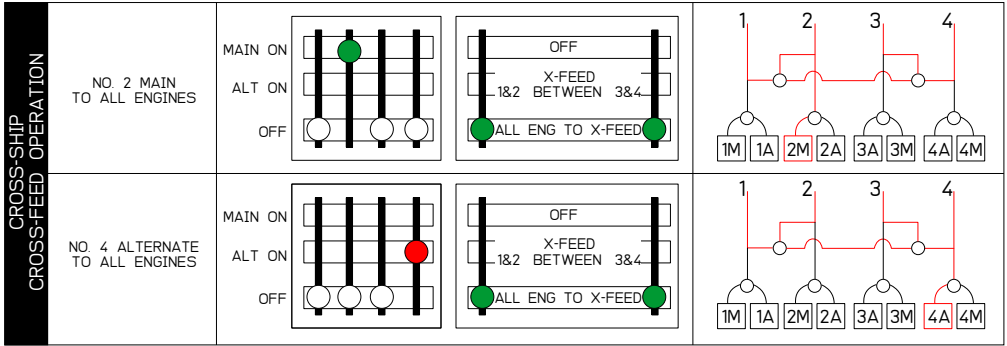 CROSS-SHIP
CROSS-FEED OPERATION
NO. 2 MAIN
TO ALL ENGINES
MAIN ON
ALT ON
OFF
OFF
X-FEED
1&2 BETWEEN 3&4
ALL ENG TO X-FEED
1 2 3 4
1M 1A 2M 2A 3A 3M 4A 4M
NO. 4 ALTERNATE
TO ALL ENGINES
MAIN ON
ALT ON
OFF
OFF
X-FEED
1&2 BETWEEN 3&4
ALL ENG TO X-FEED
1 2 3 4
1M 1A 2M 2A 3A 3M 4A 4M